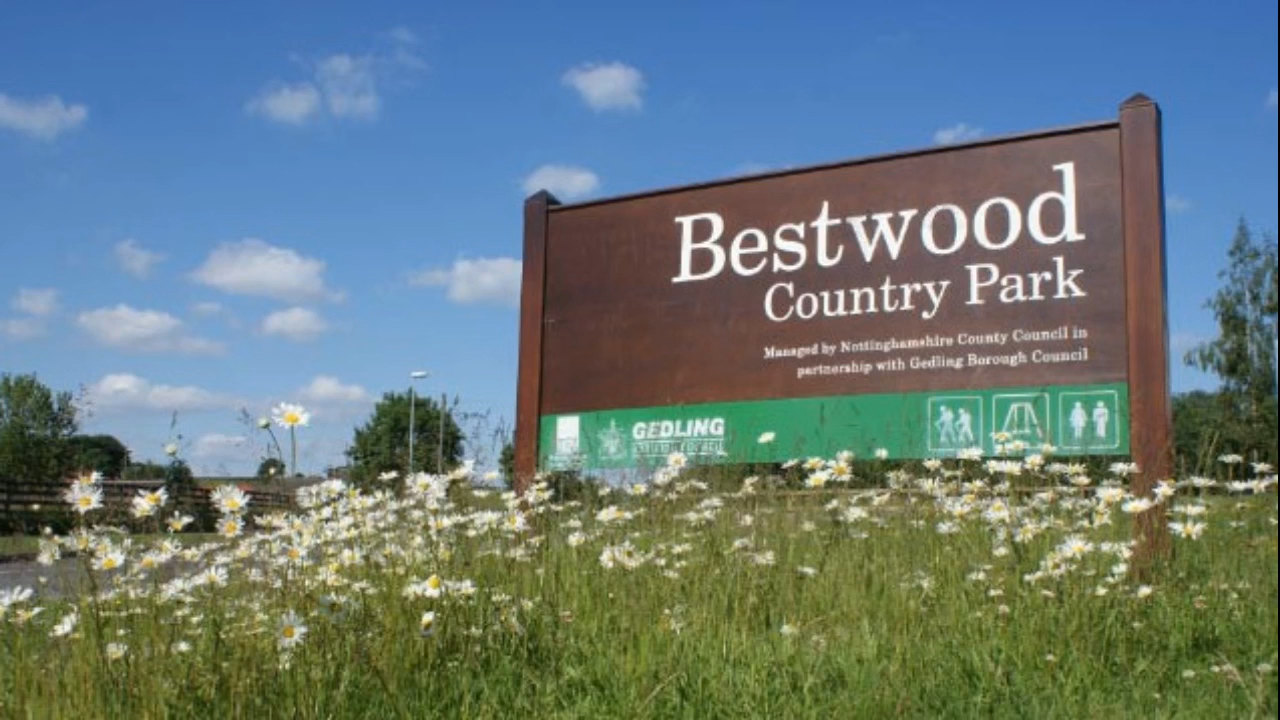 Bestwood
Country Park
Managed by Nottinghamshire County Council in
partnership with Gedling Borough Council
GEDLING